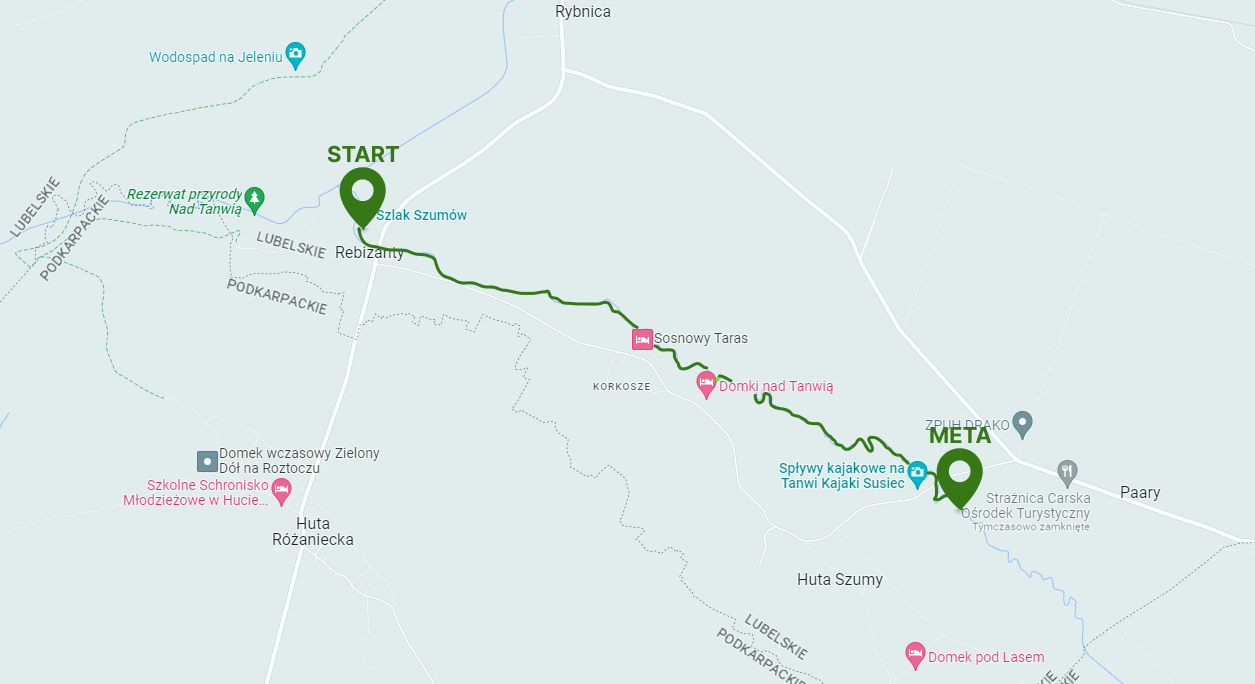 Rybnica
Wodospad na Jeleniu
START
LUBELSKIE
PODKARPACKIE
Rezerwat przyrody
Nad Tanwią
Szlak Szumów
LUBELSKIE
Rebizanty
PODKARPACKIE
Sosnowy Taras
KORKOSZE
Domki nad Tanwią
ZPUH DRAKO
META
Domek wczasowy Zielony
Dół na Roztoczu
Szkolne Schronisko
Młodzieżowe w Hucie...
Spływy kajakowe na
Tanwi Kajaki Susiec
Strażnica Carska
Ośrodek Turystyczny
Tymczasowo zamknięte
Paary
Huta
Różaniecka
Huta Szumy
LUBELSKIE
PODKARPACKIE
Domek pod Lasem